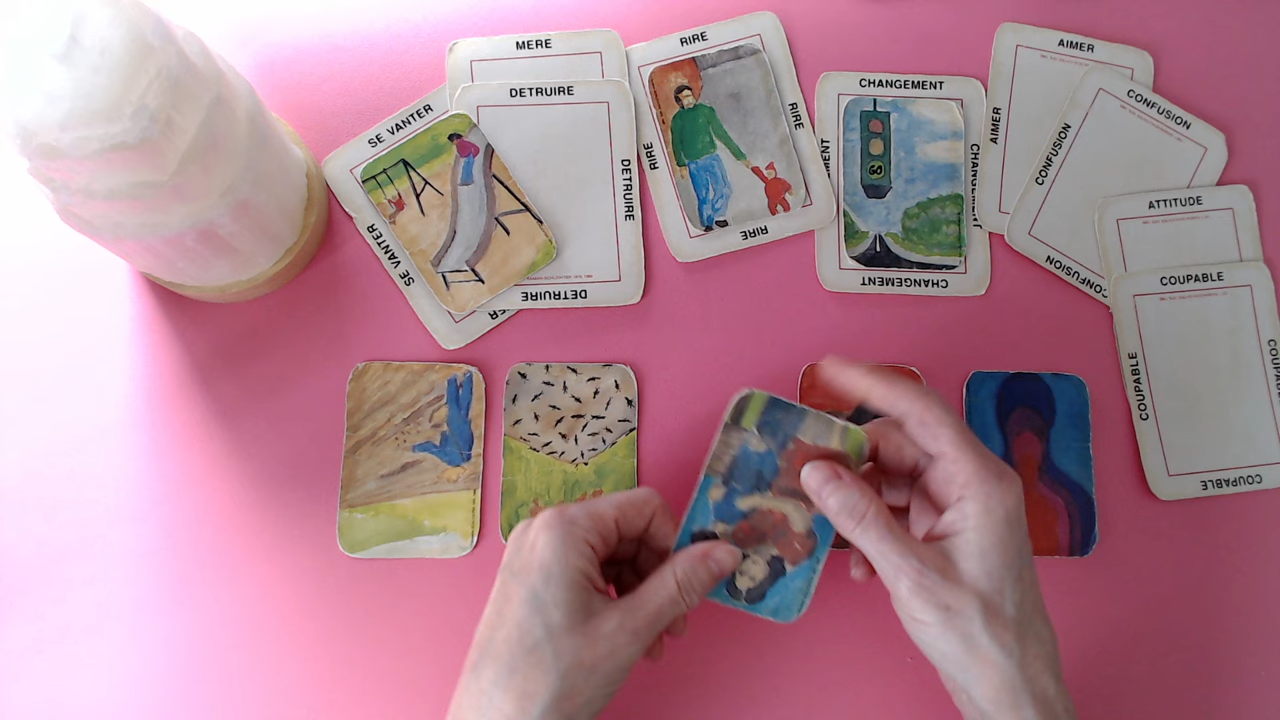 MERE
SE VANTER
SE VANTER
DETRUIRE
DETRUIRE
DETRUIRE
RIRE
RIRE
RIRE
RIRE
CHANGEMENT
CHANGEMENT
CHANGEMENT
GO
AIMER
AIMER
CONFUSION
CONFUSION
CONFUSION
ATTITUDE
COUPABLE
COUPABLE
COUPABLE